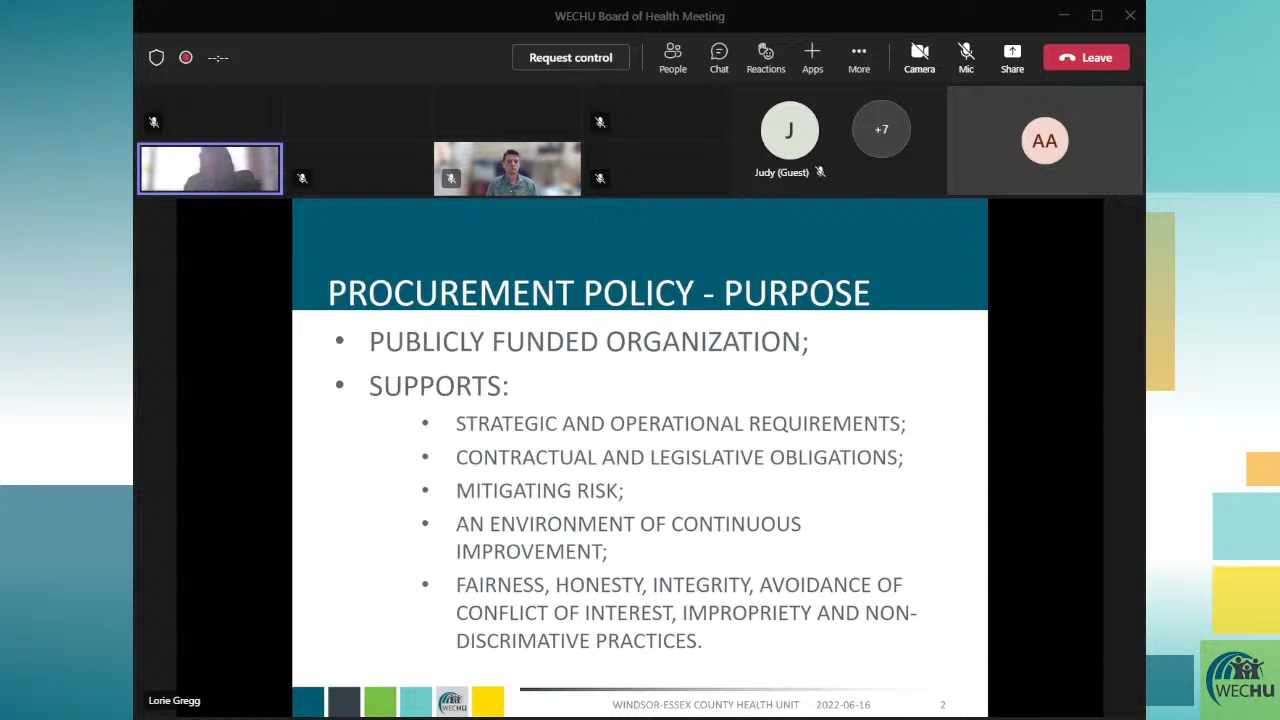 WECHU Board of Health Meeting
--:--
Request control
People
Chat
Reactions
Apps
More
Camera
Mic
Share
Leave
J
+7
AA
Judy (Guest)
PROCUREMENT POLICY - PURPOSE
• PUBLICLY FUNDED ORGANIZATION;
• SUPPORTS:
• STRATEGIC AND OPERATIONAL REQUIREMENTS;
• CONTRACTUAL AND LEGISLATIVE OBLIGATIONS;
• MITIGATING RISK;
• AN ENVIRONMENT OF CONTINUOUS
IMPROVEMENT;
• FAIRNESS, HONESTY, INTEGRITY, AVOIDANCE OF
CONFLICT OF INTEREST, IMPROPRIETY AND NON-
DISCRIMATIVE PRACTICES.
Lorie Gregg
WECHU
WINDSOR-ESSEX COUNTY HEALTH UNIT 2022-06-16 2
WECHU